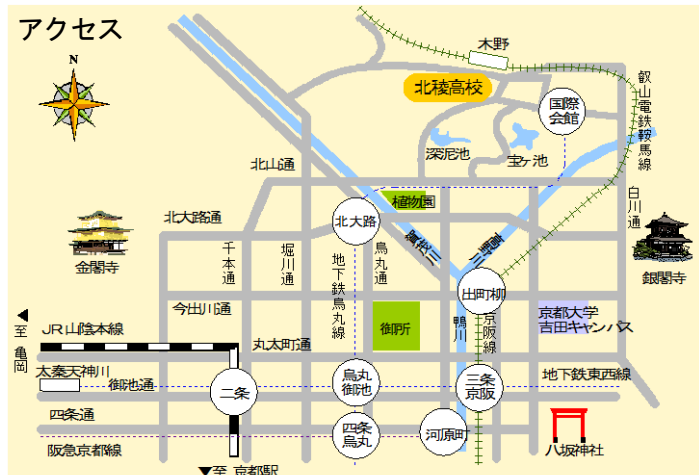 アクセス
N
木野
北稜高校
国際
会館
叡山電鉄鞍馬線
深泥池
宝ヶ池
北山通
植物園
白川通
北大路通
北大路
賀茂川
高野川
金閣寺
千本通
堀川通
地下鉄烏丸線
烏丸通
銀閣寺
出町柳
今出川通
御所
鴨川
京阪線
京都大学
吉田キャンパス
◀至 亀岡
JR山陰本線
丸太町通
太秦天神川
御池通
二条
烏丸
御池
三条
京阪
地下鉄東西線
四条通
四条
烏丸
河原町
八坂神社
阪急京都線
▼至 京都駅